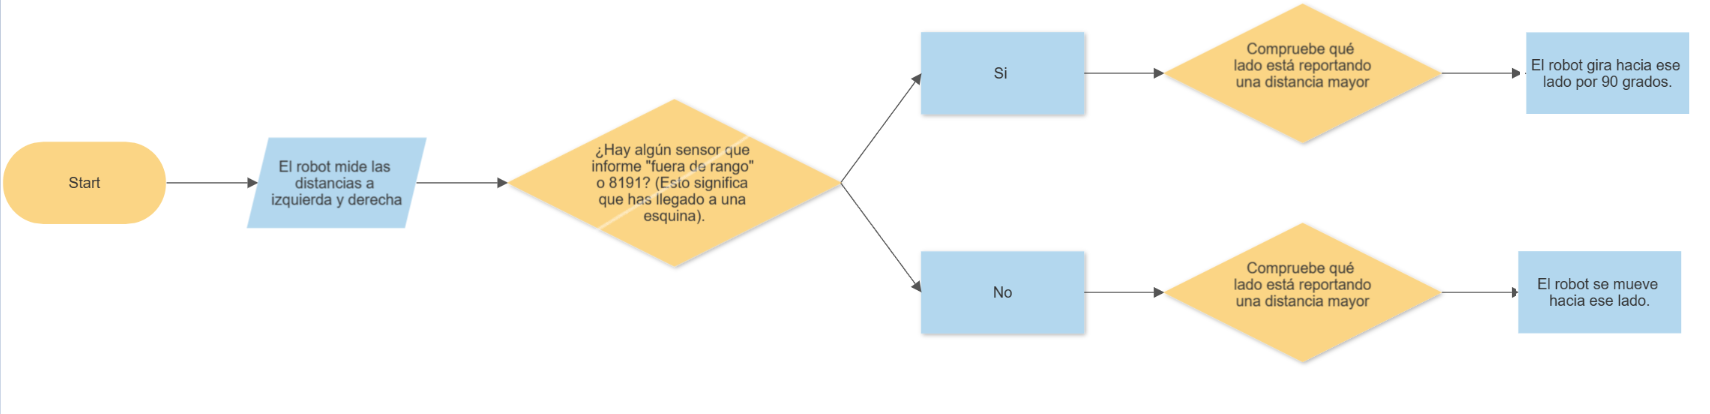 Start
El robot mide las
distancias a
izquierda y derecha
¿Hay algún sensor que
informe "fuera de rango"
o 8191? (Esto significa
que has llegado a una
esquina).
Si
Compruebe qué
lado está reportando
una distancia mayor
El robot gira hacia ese
lado por 90 grados.
No
Compruebe qué
lado está reportando
una distancia mayor
El robot se mueve
hacia ese lado.